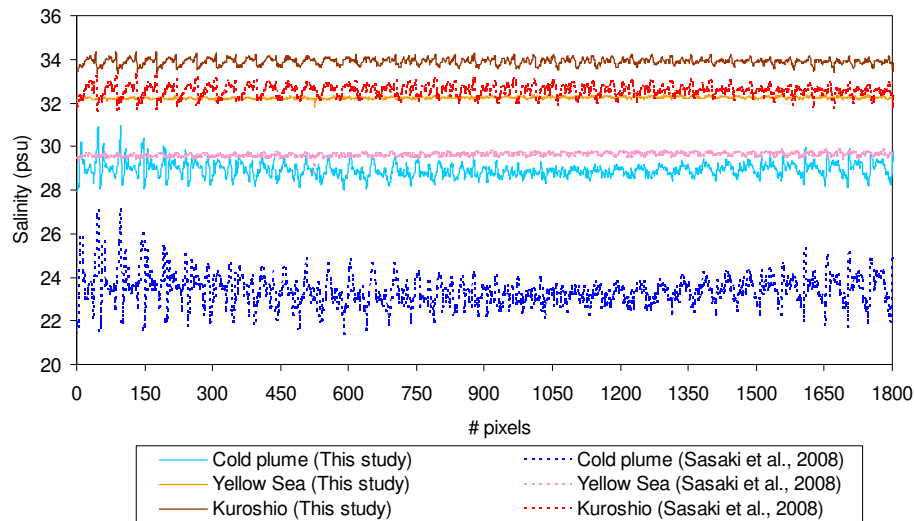 36
34
32
30
28
26
24
22
20
Salinity (psu)
0 150 300 450 600 750 900 1050 1200 1350 1500 1650 1800
# pixels
Cold plume (This study) Cold plume (Sasaki et al., 2008)
Yellow Sea (This study) Yellow Sea (Sasaki et al., 2008)
Kuroshio (This study) Kuroshio (Sasaki et al., 2008)